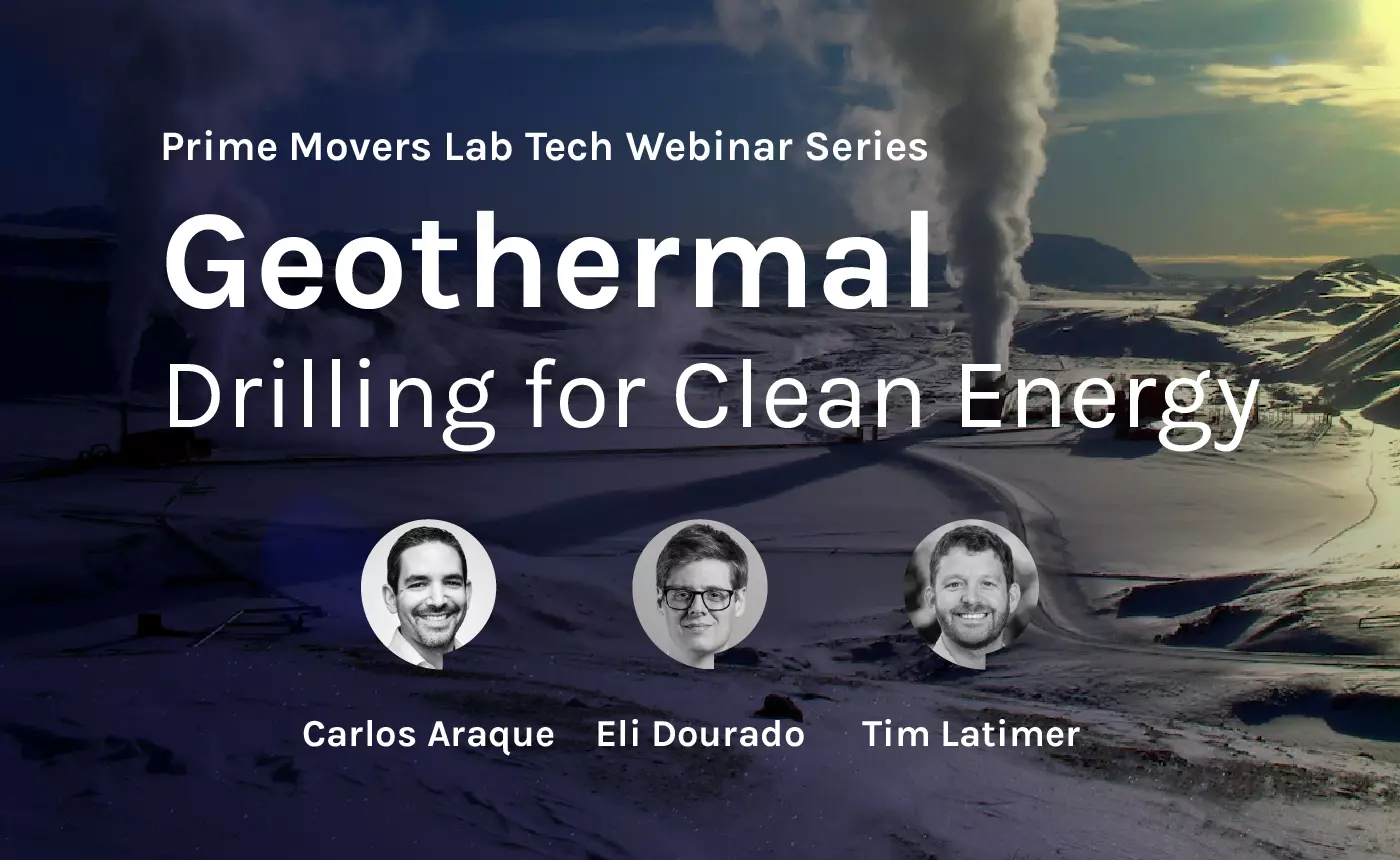 Prime Movers Lab Tech Webinar Series
Geothermal
Drilling for Clean Energy
Carlos Araque Eli Dourado Tim Latimer